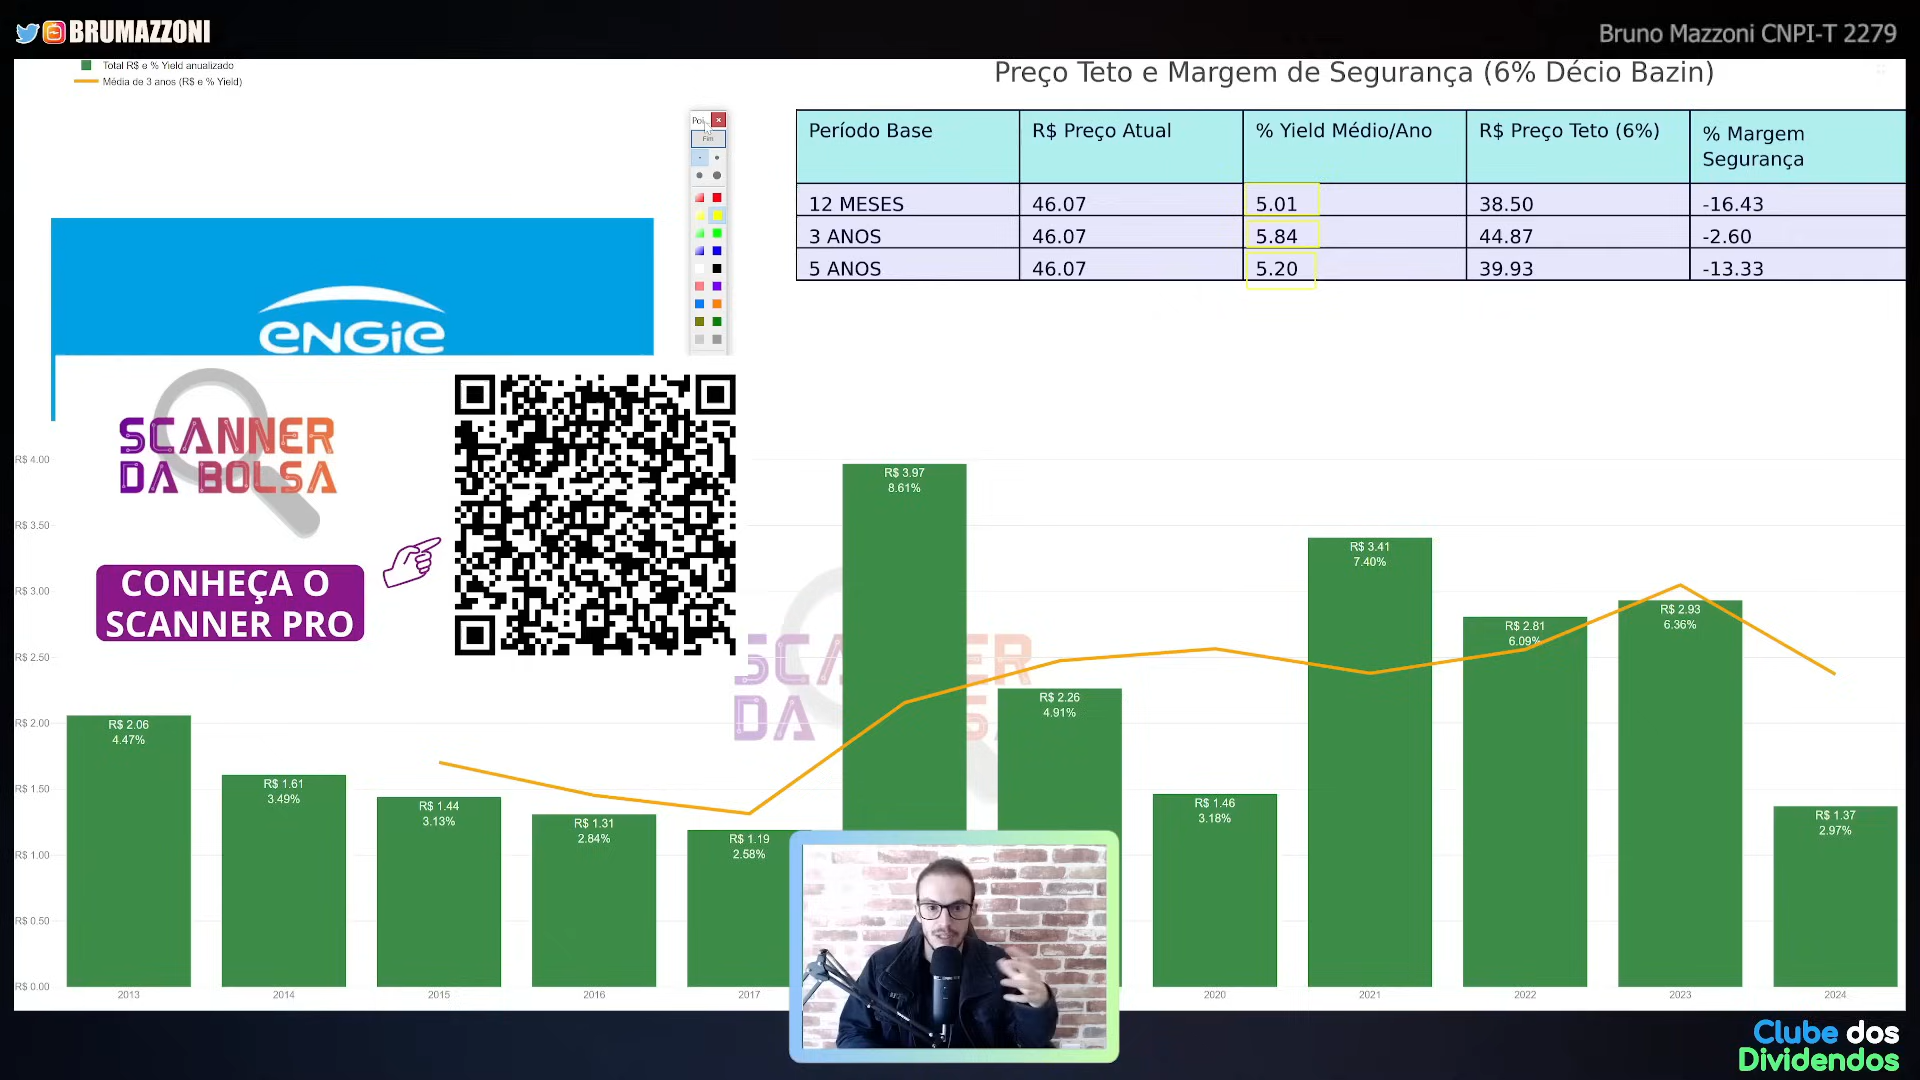 BRUMAZZONI
Bruno Mazzoni CNPI-T 2279
Total R$ e % Yield anualizado
Média de 3 anos (R$ e % Yield)
Preço Teto e Margem de Segurança (6% Décio Bazin)
Período Base R$ Preço Atual % Yield Médio/Ano R$ Preço Teto (6%) % Margem Segurança
12 MESES 46.07 5.01 38.50 -16.43
3 ANOS 46.07 5.84 44.87 -2.60
5 ANOS 46.07 5.20 39.93 -13.33
Fim
ENGIE
SCANNER
DA BOLSA
CONHEÇA O
SCANNER PRO
R$ 4.00
R$ 3.50
R$ 3.00
R$ 2.50
R$ 2.00
R$ 1.50
R$ 1.00
R$ 0.50
R$ 0.00
R$ 2.06
4.47%
R$ 1.61
3.49%
R$ 1.44
3.13%
R$ 1.31
2.84%
R$ 1.19
2.58%
R$ 3.97
8.61%
R$ 2.26
4.91%
R$ 1.46
3.18%
R$ 3.41
7.40%
R$ 2.81
6.09%
R$ 2.93
6.36%
R$ 1.37
2.97%
2013 2014 2015 2016 2017 2020 2021 2022 2023 2024
Clube dos
Dividendos